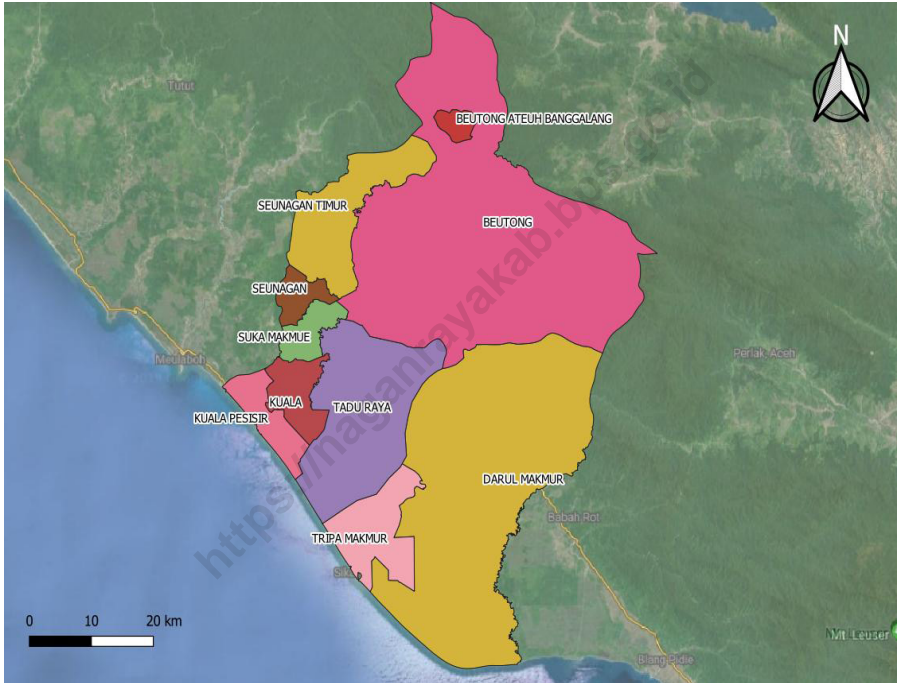 N
Tutut
BEUTONG ATEUH BANGGALANG
SEUNAGAN TIMUR
BEUTONG
SEUNAGAN
SUKA MAKMUE
Meulaboh
Perlak-Aceh
KUALA
TADU RAYA
KUALA PESISIR
DARUL MAKMUR
Babah Rot
TRIPA MAKMUR
0 10 20 km
Mt. Leuser
Blang Pidie
https://naganrayakab.bps.go.id